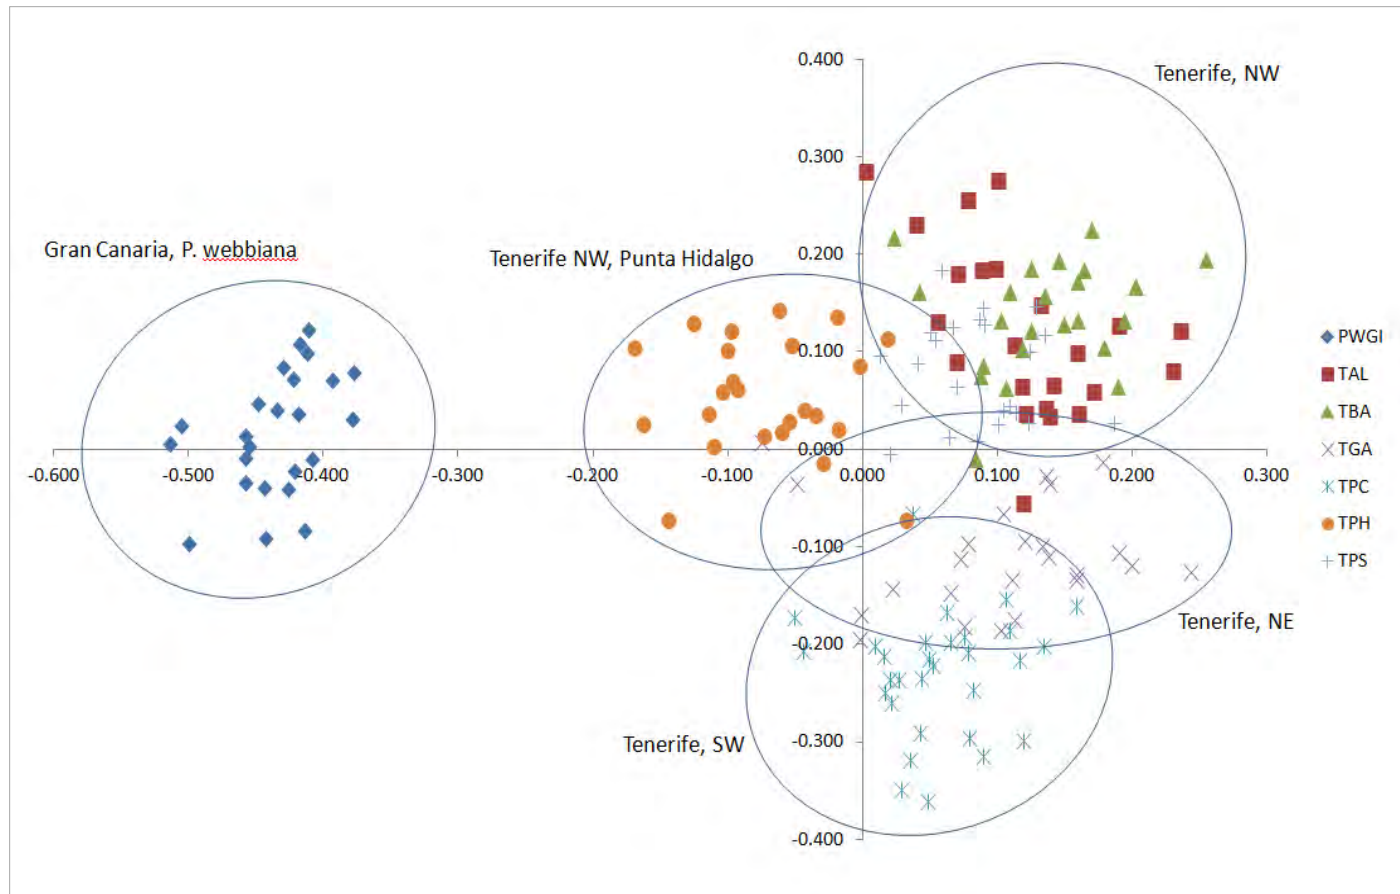 0.400
Tenerife, NW
0.300
0.200
Gran Canaria, P. webbiana
Tenerife NW, Punta Hidalgo
0.100
0.000
-0.600
-0.500
-0.400
-0.300
-0.200
-0.100
0.000
0.100
0.200
0.300
-0.100
-0.200
Tenerife, NE
-0.300
Tenerife, SW
-0.400
PWGI
TAL
TBA
TGA
TPC
TPH
TPS